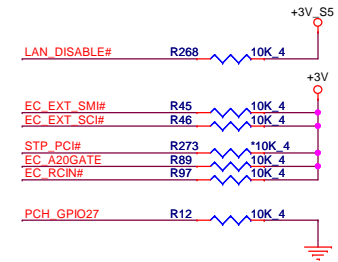 +3V_S5
LAN_DISABLE# R268 10K_4
+3V
EC_EXT_SMI# R45 10K_4
EC_EXT_SCI# R46 10K_4
STP_PCI# R273 *10K_4
EC_A20GATE R89 10K_4
EC_RCIN# R97 10K_4
PCH_GPIO27 R12 10K_4